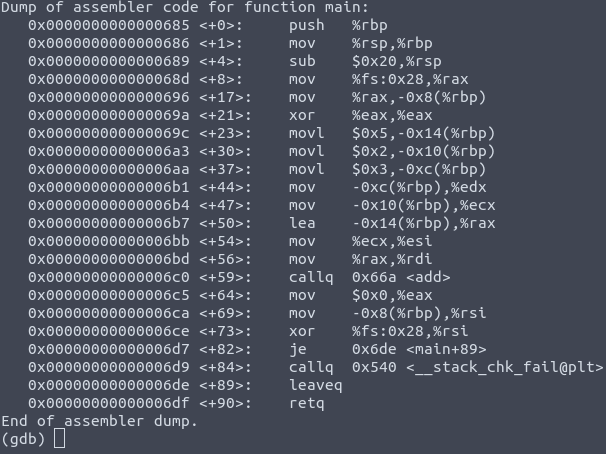 Dump of assembler code for function main:
   0x0000000000000685 <+0>:     push   %rbp
   0x0000000000000686 <+1>:     mov    %rsp,%rbp
   0x0000000000000689 <+4>:     sub    $0x20,%rsp
   0x000000000000068d <+8>:     mov    %fs:0x28,%rax
   0x0000000000000696 <+17>:    mov    %rax,-0x8(%rbp)
   0x000000000000069a <+21>:    xor    %eax,%eax
   0x000000000000069c <+23>:    movl   $0x5,-0x14(%rbp)
   0x00000000000006a3 <+30>:    movl   $0x2,-0x10(%rbp)
   0x00000000000006aa <+37>:    movl   $0x3,-0xc(%rbp)
   0x00000000000006b1 <+44>:    mov    -0xc(%rbp),%edx
   0x00000000000006b4 <+47>:    mov    -0x10(%rbp),%ecx
   0x00000000000006b7 <+50>:    lea    -0x14(%rbp),%rax
   0x00000000000006bb <+54>:    mov    %ecx,%esi
   0x00000000000006bd <+56>:    mov    %rax,%rdi
   0x00000000000006c0 <+59>:    callq  0x66a <add>
   0x00000000000006c5 <+64>:    mov    $0x0,%eax
   0x00000000000006ca <+69>:    mov    -0x8(%rbp),%rsi
   0x00000000000006ce <+73>:    xor    %fs:0x28,%rsi
   0x00000000000006d7 <+82>:    je     0x6de <main+89>
   0x00000000000006d9 <+84>:    callq  0x540 <__stack_chk_fail@plt>
   0x00000000000006de <+89>:    leaveq
   0x00000000000006df <+90>:    retq
End of assembler dump.
(gdb)